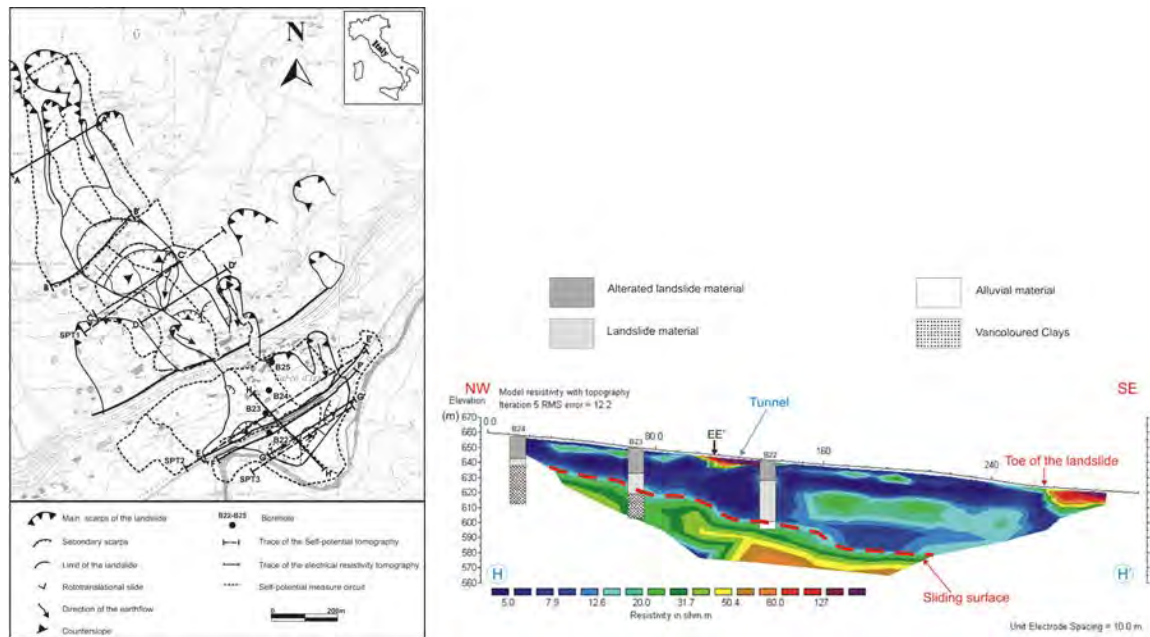 N
Italy
A
B'
C'
D'
B
SPT1
C
D
B25
E'
F'
G'
H
B24
B23
B22
SPT2
E
F
G
SPT3
H'
Main scarps of the landslide
Secondary scarps
Limit of the landslide
Rototranslational slide
Direction of the earthflow
Counterslope
B22-B25
Borehole
Trace of the Self-potential tomography
Trace of the electrical resistivity tomography
Self-potential measure circuit
0 200m
Alterated landslide material
Alluvial material
Landslide material
Varicoloured Clays
NW
SE
Model resistivity with topography
Iteration 5 RMS error = 12.2
Elevation
(m)
Tunnel
EE'
Toe of the landslide
0.0
80.0
160
240
B24
B23
B22
670
660
650
640
630
620
610
600
590
580
570
560
H
H'
Sliding surface
5.0 7.9 12.6 20.0 31.7 50.4 80.0 127
Resistivity in ohm.m
Unit Electrode Spacing = 10.0 m.